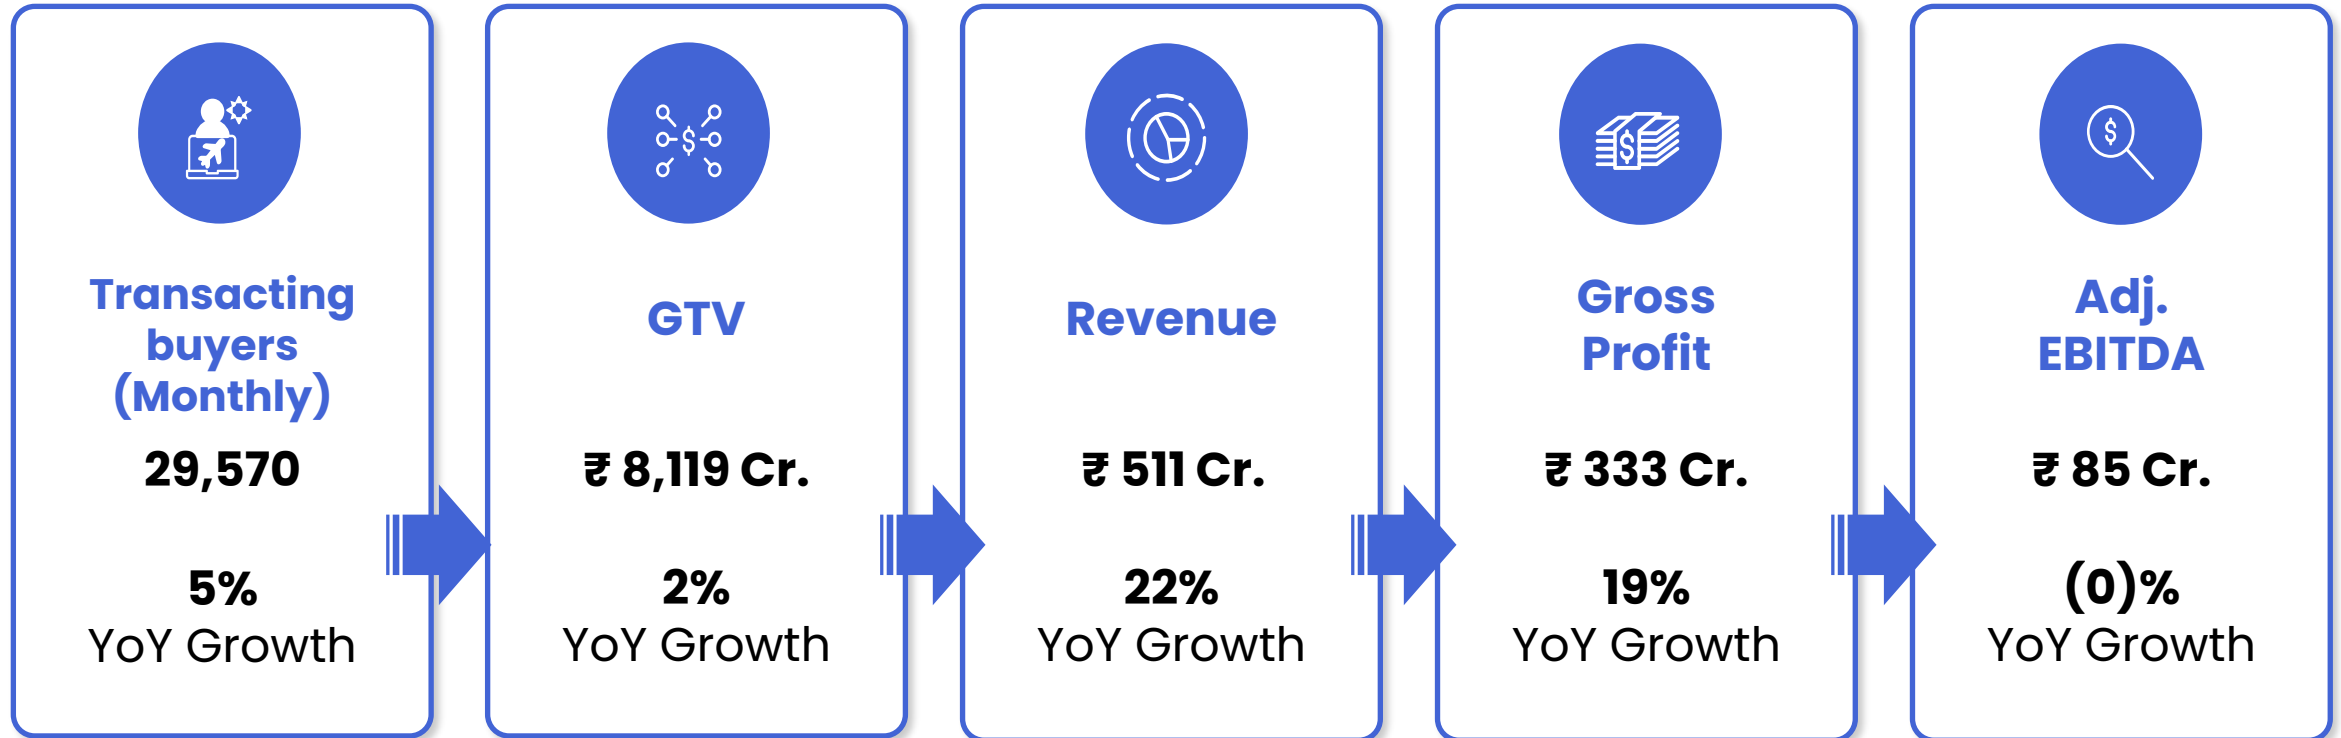 Transacting
buyers
(Monthly)
29,570
5%
YoY Growth
GTV
₹ 8,119 Cr.
2%
YoY Growth
Revenue
₹ 511 Cr.
22%
YoY Growth
Gross
Profit
₹ 333 Cr.
19%
YoY Growth
Adj.
EBITDA
₹ 85 Cr.
(0)%
YoY Growth